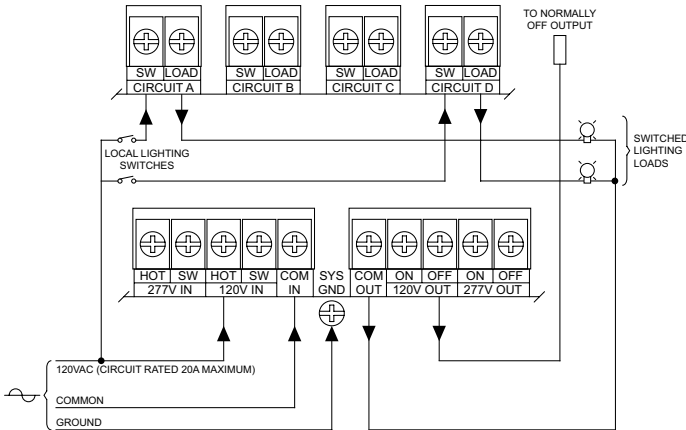 TO NORMALLY
OFF OUTPUT
SW LOAD SW LOAD SW LOAD SW LOAD
CIRCUIT A CIRCUIT B CIRCUIT C CIRCUIT D
LOCAL LIGHTING
SWITCHES
SWITCHED
LIGHTING
LOADS
HOT SW HOT SW COM SYS COM ON OFF ON OFF
277V IN 120V IN IN GND OUT 120V OUT 277V OUT
120VAC (CIRCUIT RATED 20A MAXIMUM)
COMMON
GROUND